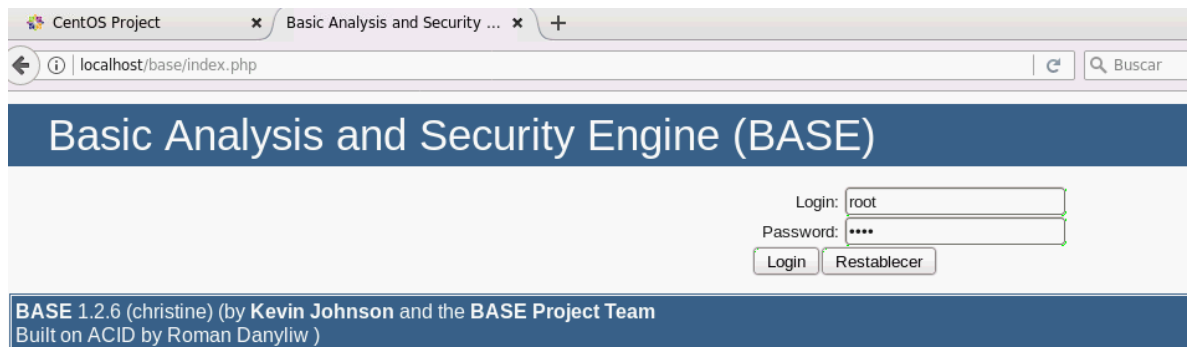 CentOS Project
Basic Analysis and Security ...
localhost/base/index.php
Buscar
Basic Analysis and Security Engine (BASE)
Login: root
Password: ••••
Login Restablecer
BASE 1.2.6 (christine) (by Kevin Johnson and the BASE Project Team
Built on ACID by Roman Danyliw )